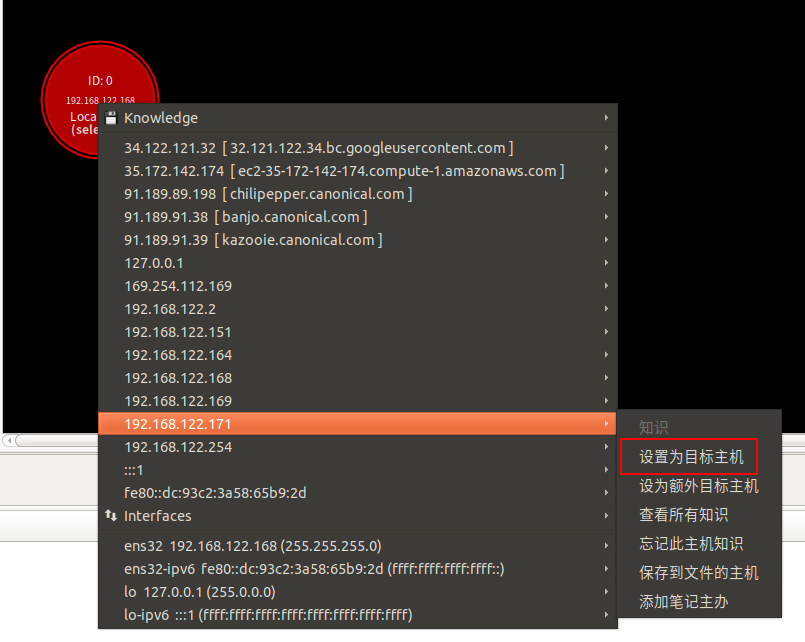 ID: 0
192.168.122.168
Loca
(sele
Knowledge
34.122.121.32 [ 32.121.122.34.bc.googleusercontent.com ]
35.172.142.174 [ ec2-35-172-142-174.compute-1.amazonaws.com ]
91.189.89.198 [ chilipepper.canonical.com ]
91.189.91.38 [ banjo.canonical.com ]
91.189.91.39 [ kazooie.canonical.com ]
127.0.0.1
169.254.112.169
192.168.122.2
192.168.122.151
192.168.122.164
192.168.122.168
192.168.122.169
192.168.122.171
192.168.122.254
:::1
fe80::dc:93c2:3a58:65b9:2d
Interfaces
ens32 192.168.122.168 (255.255.255.0)
ens32-ipv6 fe80::dc:93c2:3a58:65b9:2d (ffff:ffff:ffff:ffff::)
lo 127.0.0.1 (255.0.0.0)
lo-ipv6 :::1 (ffff:ffff:ffff:ffff:ffff:ffff:ffff:ffff)
知识
设置为目标主机
设为额外目标主机
查看所有知识
忘记此主机知识
保存到文件的主机
添加笔记主办